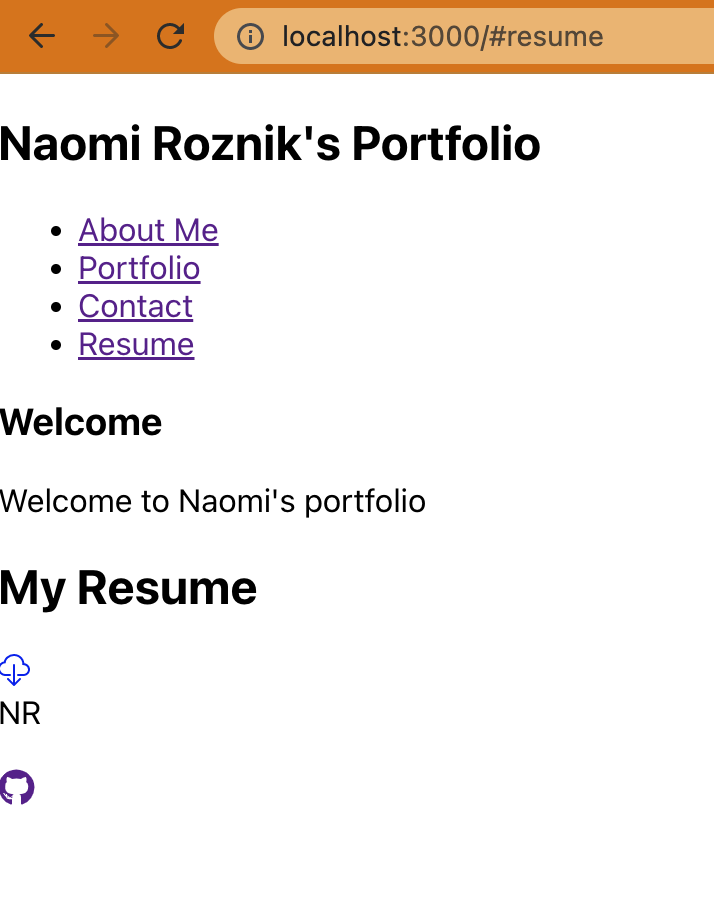 localhost:3000/#resume
Naomi Roznik's Portfolio
About Me
Portfolio
Contact
Resume
Welcome
Welcome to Naomi's portfolio
My Resume
NR